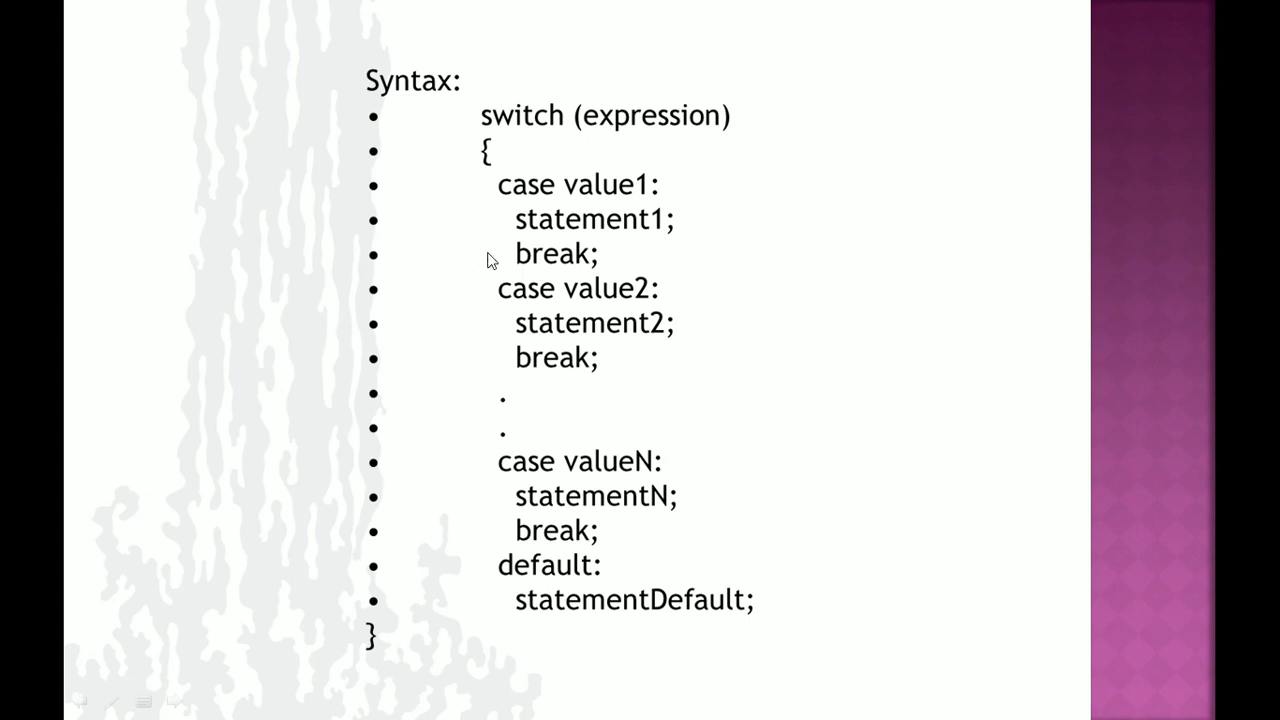 Syntax:
• switch (expression)
• {
• case value1:
• statement1;
• break;
• case value2:
• statement2;
• break;
• .
• .
• case valueN:
• statementN;
• break;
• default:
• statementDefault;
}